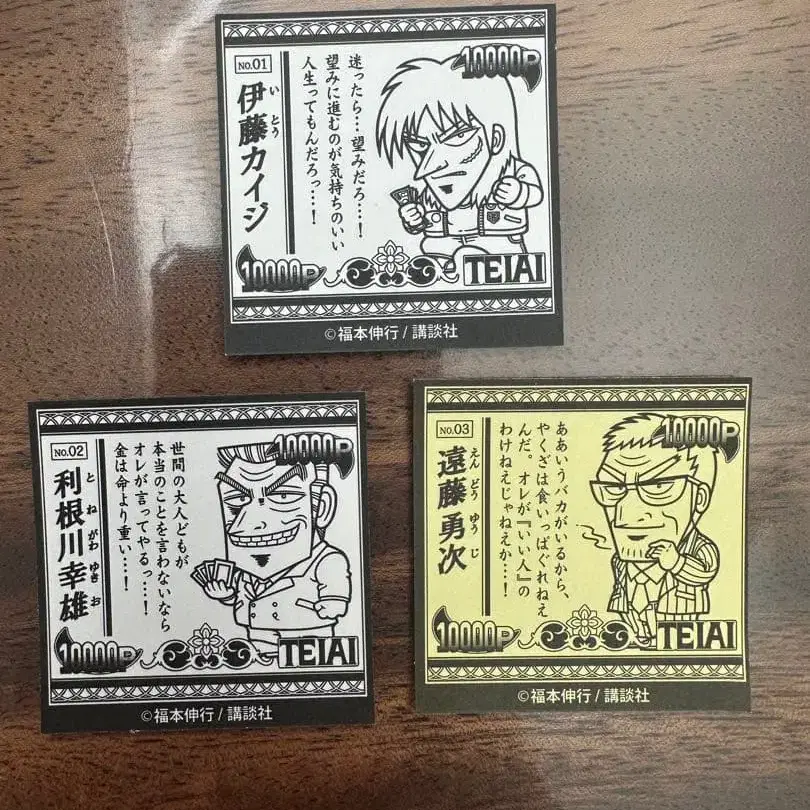 10000P
No.01
伊藤カイジ
いとう
迷ったら…望みだろ…!
望みに進むのが気持ちのいい
人生ってもんだろっ…!
10000P
TEIAI
©福本伸行 / 講談社
10000P
No.02
利根川幸雄
とねがわゆきお
世間の大人どもが
本当のことを言わないなら
オレが言ってやるっ…!
金は命より重い…!
10000P
TEIAI
©福本伸行 / 講談社
10000P
No.03
遠藤勇次
えんどうゆうじ
ああいうバカがいるから、
やくざは食いっぱぐれねえ
んだ。オレが『いい人』の
わけねえじゃねえか…!
10000P
TEIAI
©福本伸行 / 講談社